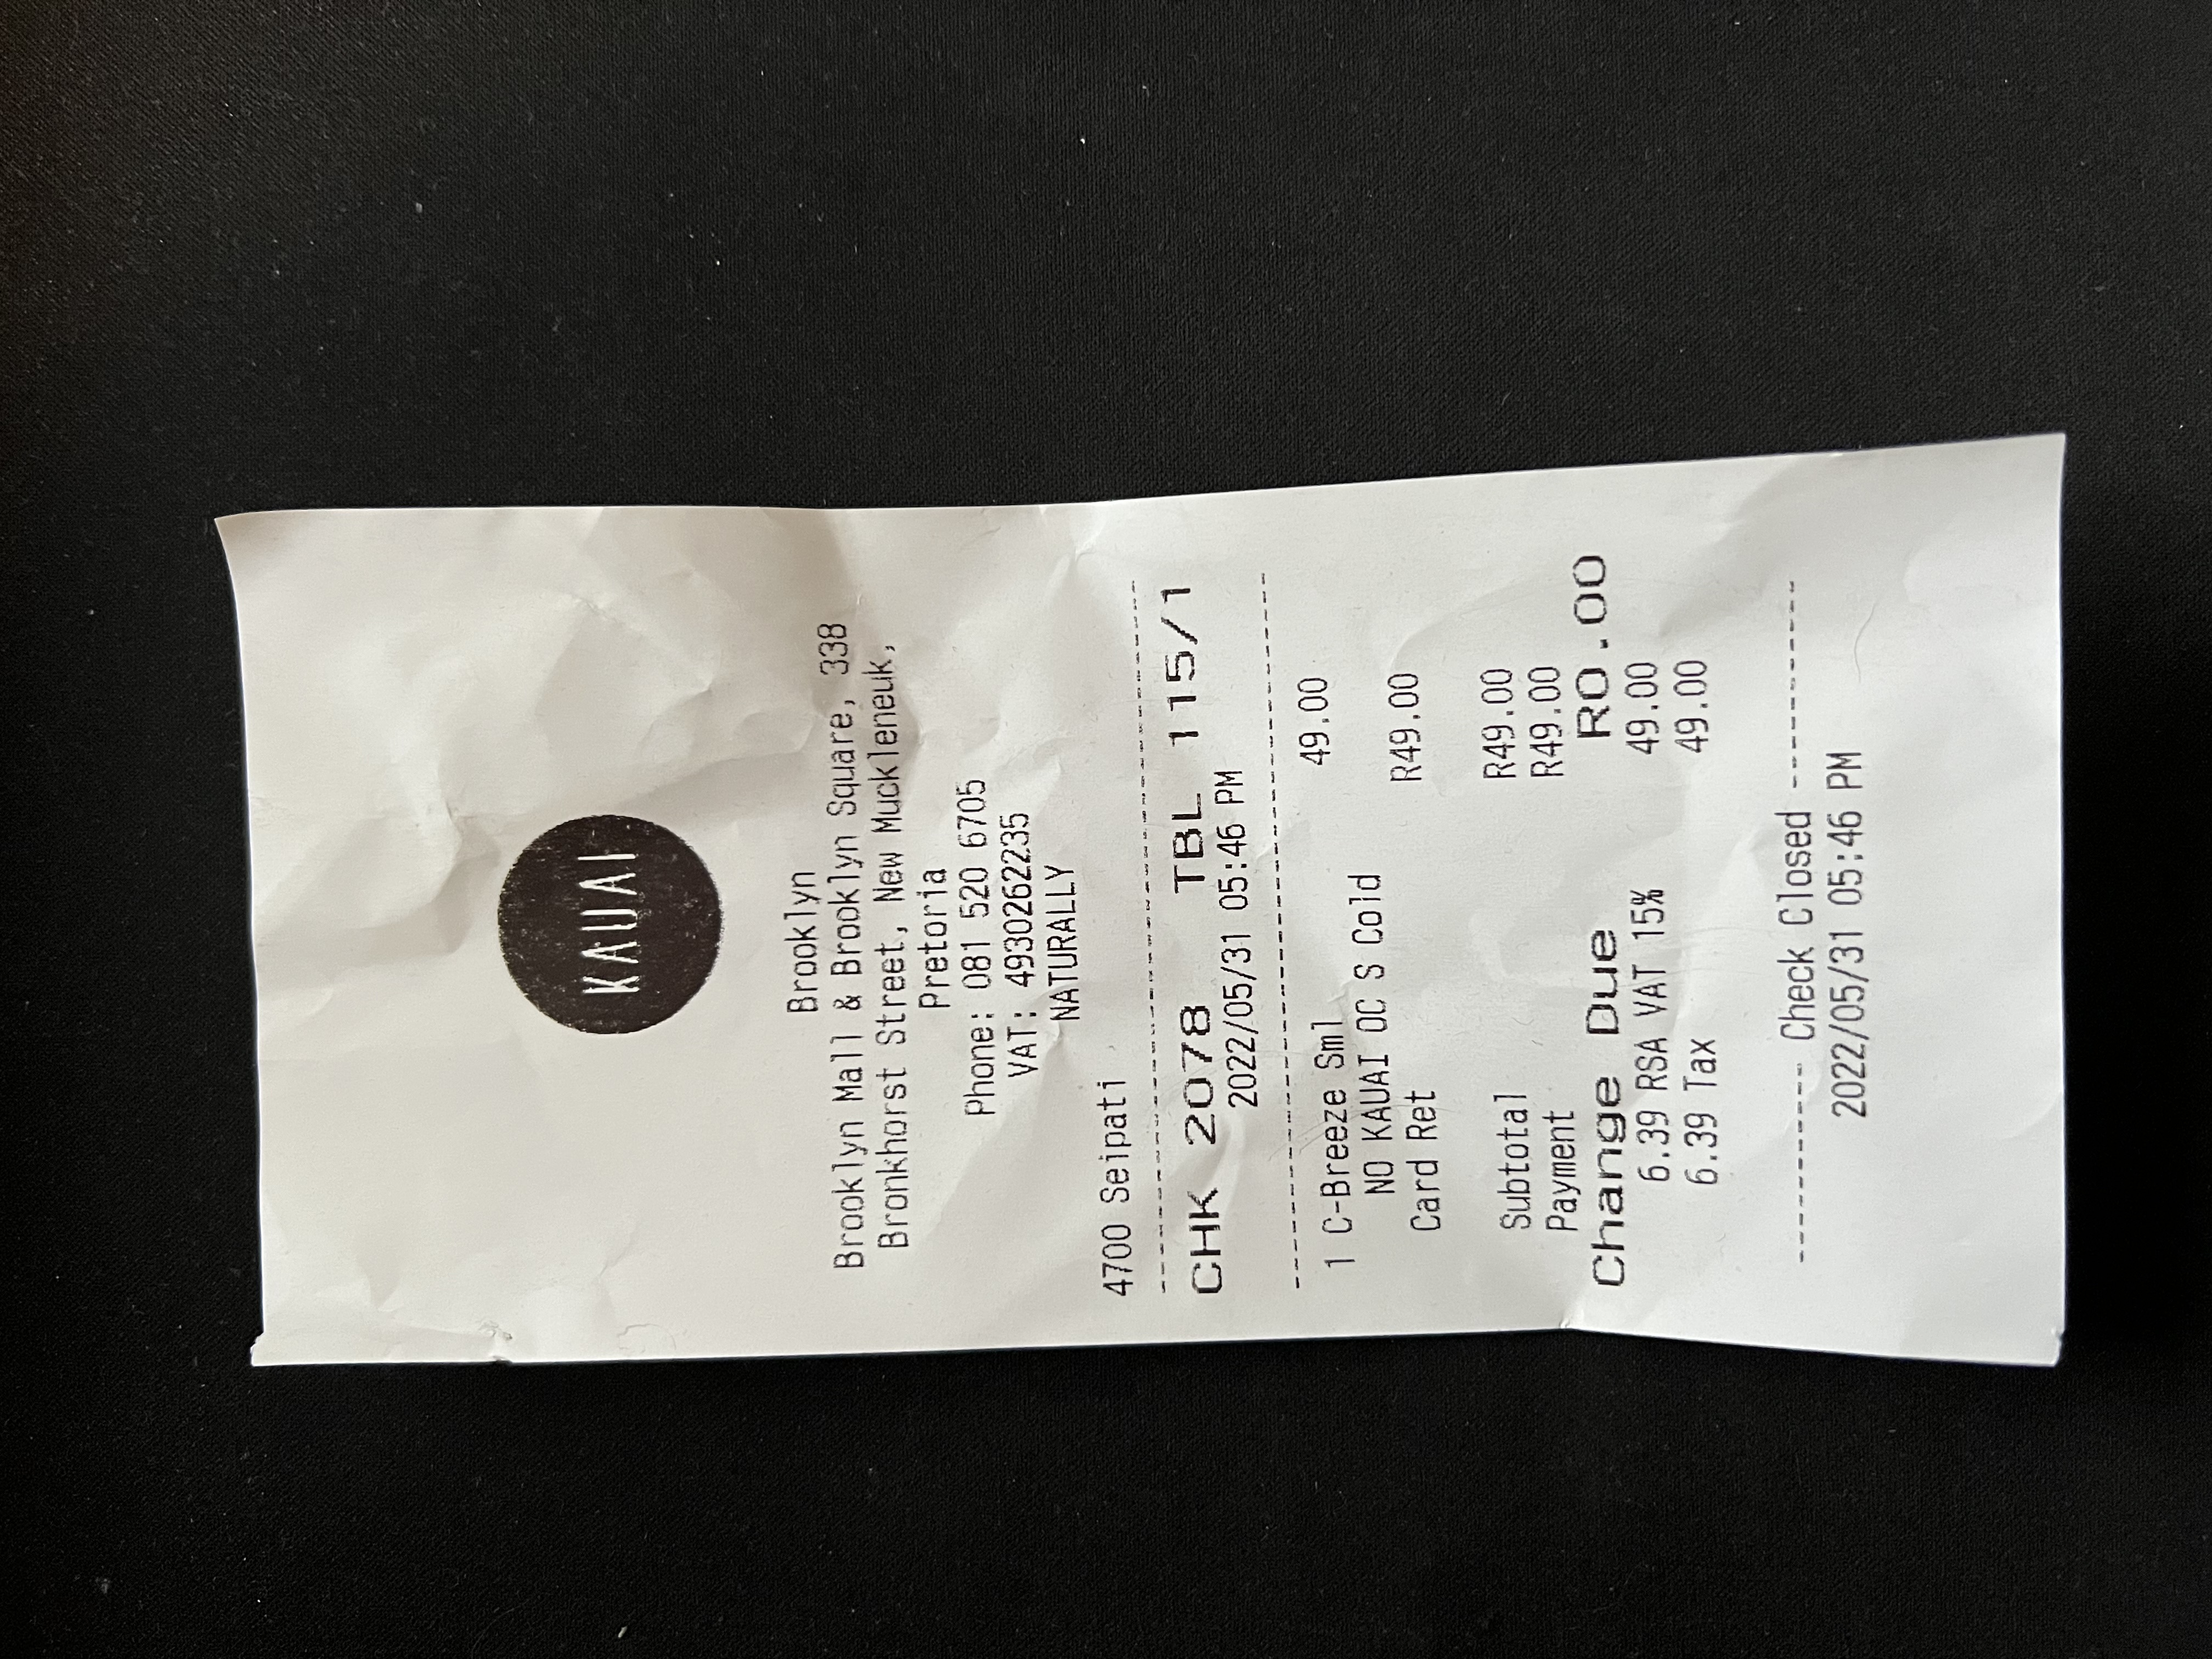 KAUAI
Brooklyn
Brooklyn Mall & Brooklyn Square, 338
Bronkhorst Street, New Muckleneuk,
Pretoria
Phone: 081 520 6705
VAT: 4930262235
NATURALLY
4700 Seipati
CHK 2078 TBL 115/1
2022/05/31 05:46 PM
1 C-Breeze Sml 49.00
NO KAUAI OC S Cold
Card Ret R49.00
Subtotal R49.00
Payment R49.00
Change Due R0.00
6.39 RSA VAT 15% 49.00
6.39 Tax 49.00
----------- Check Closed -----------
2022/05/31 05:46 PM